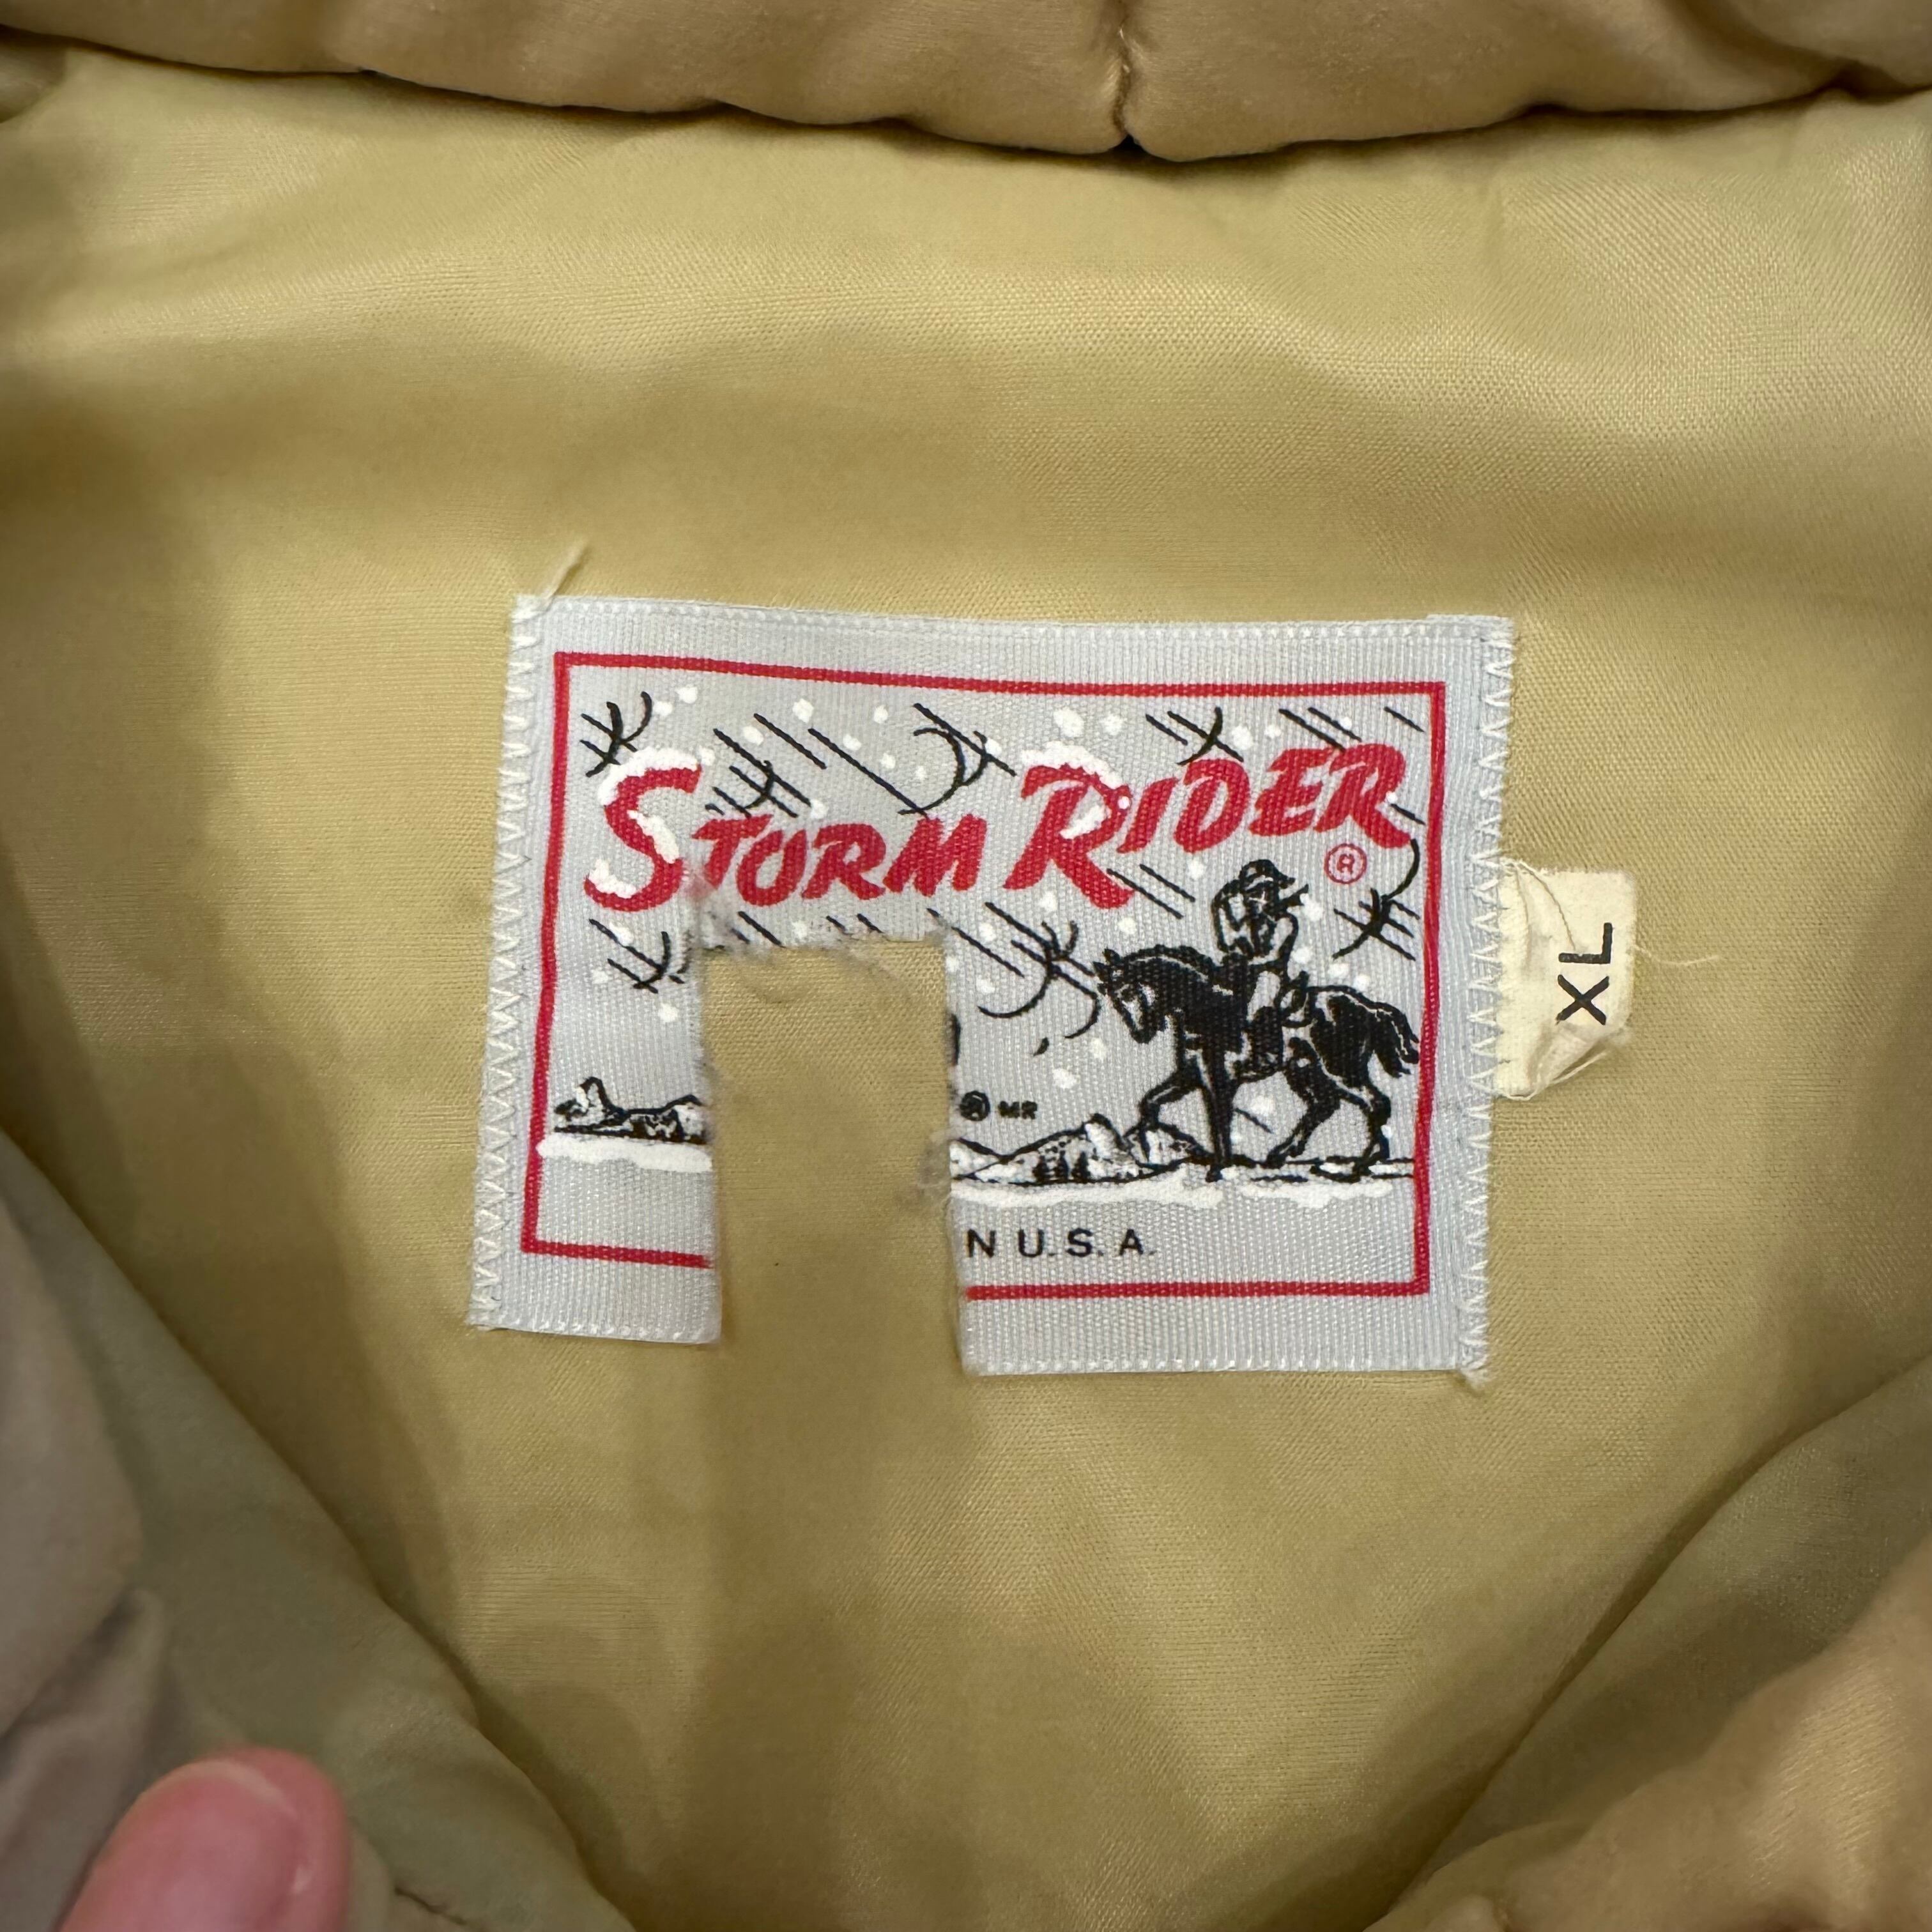 STORM RIDER
®
XL
® MR
N U.S.A.